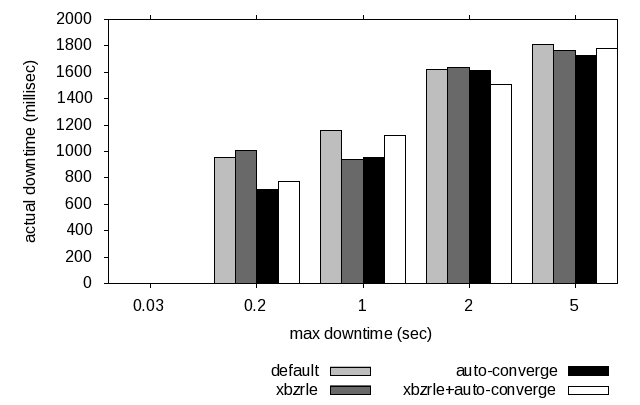 2000
1800
1600
1400
1200
1000
800
600
400
200
0
actual downtime (millisec)
0.03 0.2 1 2 5
max downtime (sec)
default auto-converge
xbzrle xbzrle+auto-converge